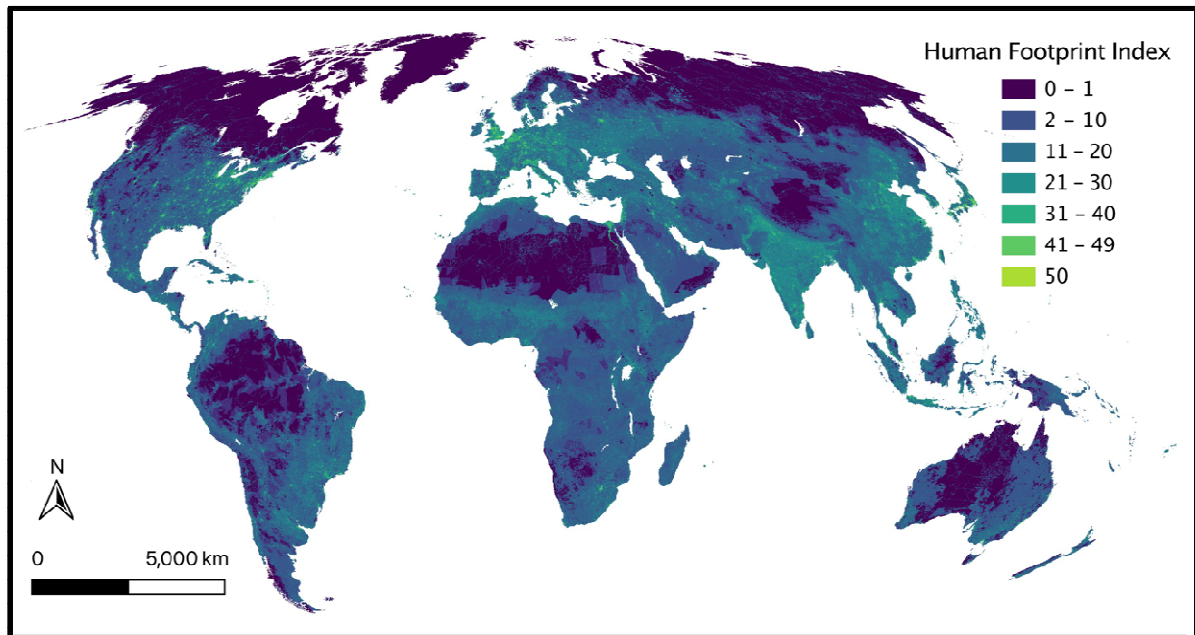 Human Footprint Index
0 – 1
2 – 10
11 – 20
21 – 30
31 – 40
41 – 49
50
N
0 5,000 km